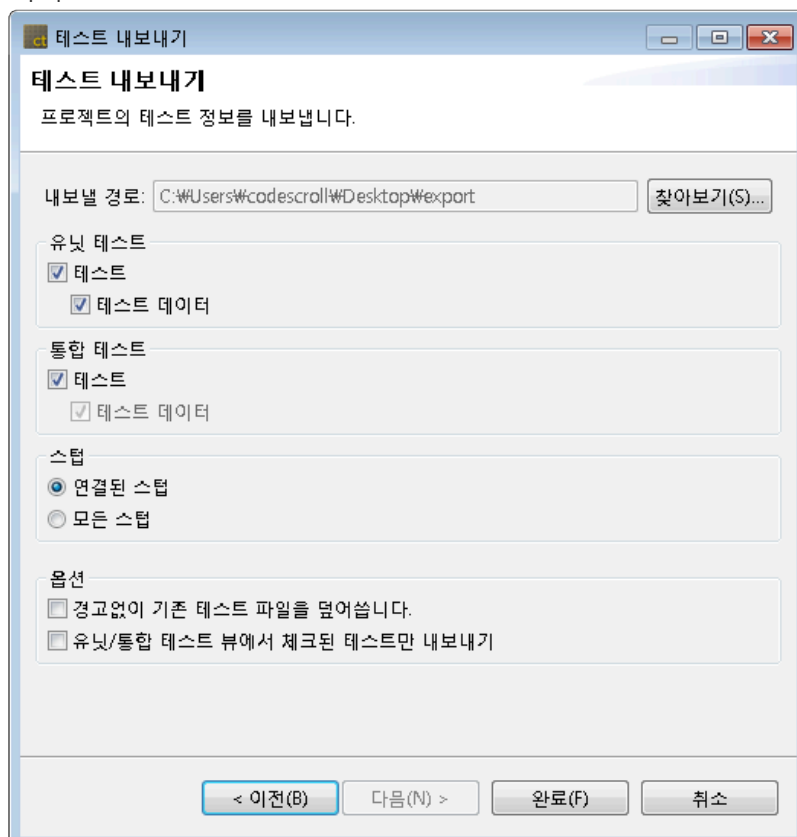 ct 테스트 내보내기
테스트 내보내기
프로젝트의 테스트 정보를 내보냅니다.
내보낼 경로: C:₩Users₩codescroll₩Desktop₩export 찾아보기(S)...
유닛 테스트
테스트
테스트 데이터
통합 테스트
테스트
테스트 데이터
스텁
연결된 스텁
모든 스텁
옵션
경고없이 기존 테스트 파일을 덮어씁니다.
유닛/통합 테스트 뷰에서 체크된 테스트만 내보내기
< 이전(B) 다음(N) > 완료(F) 취소